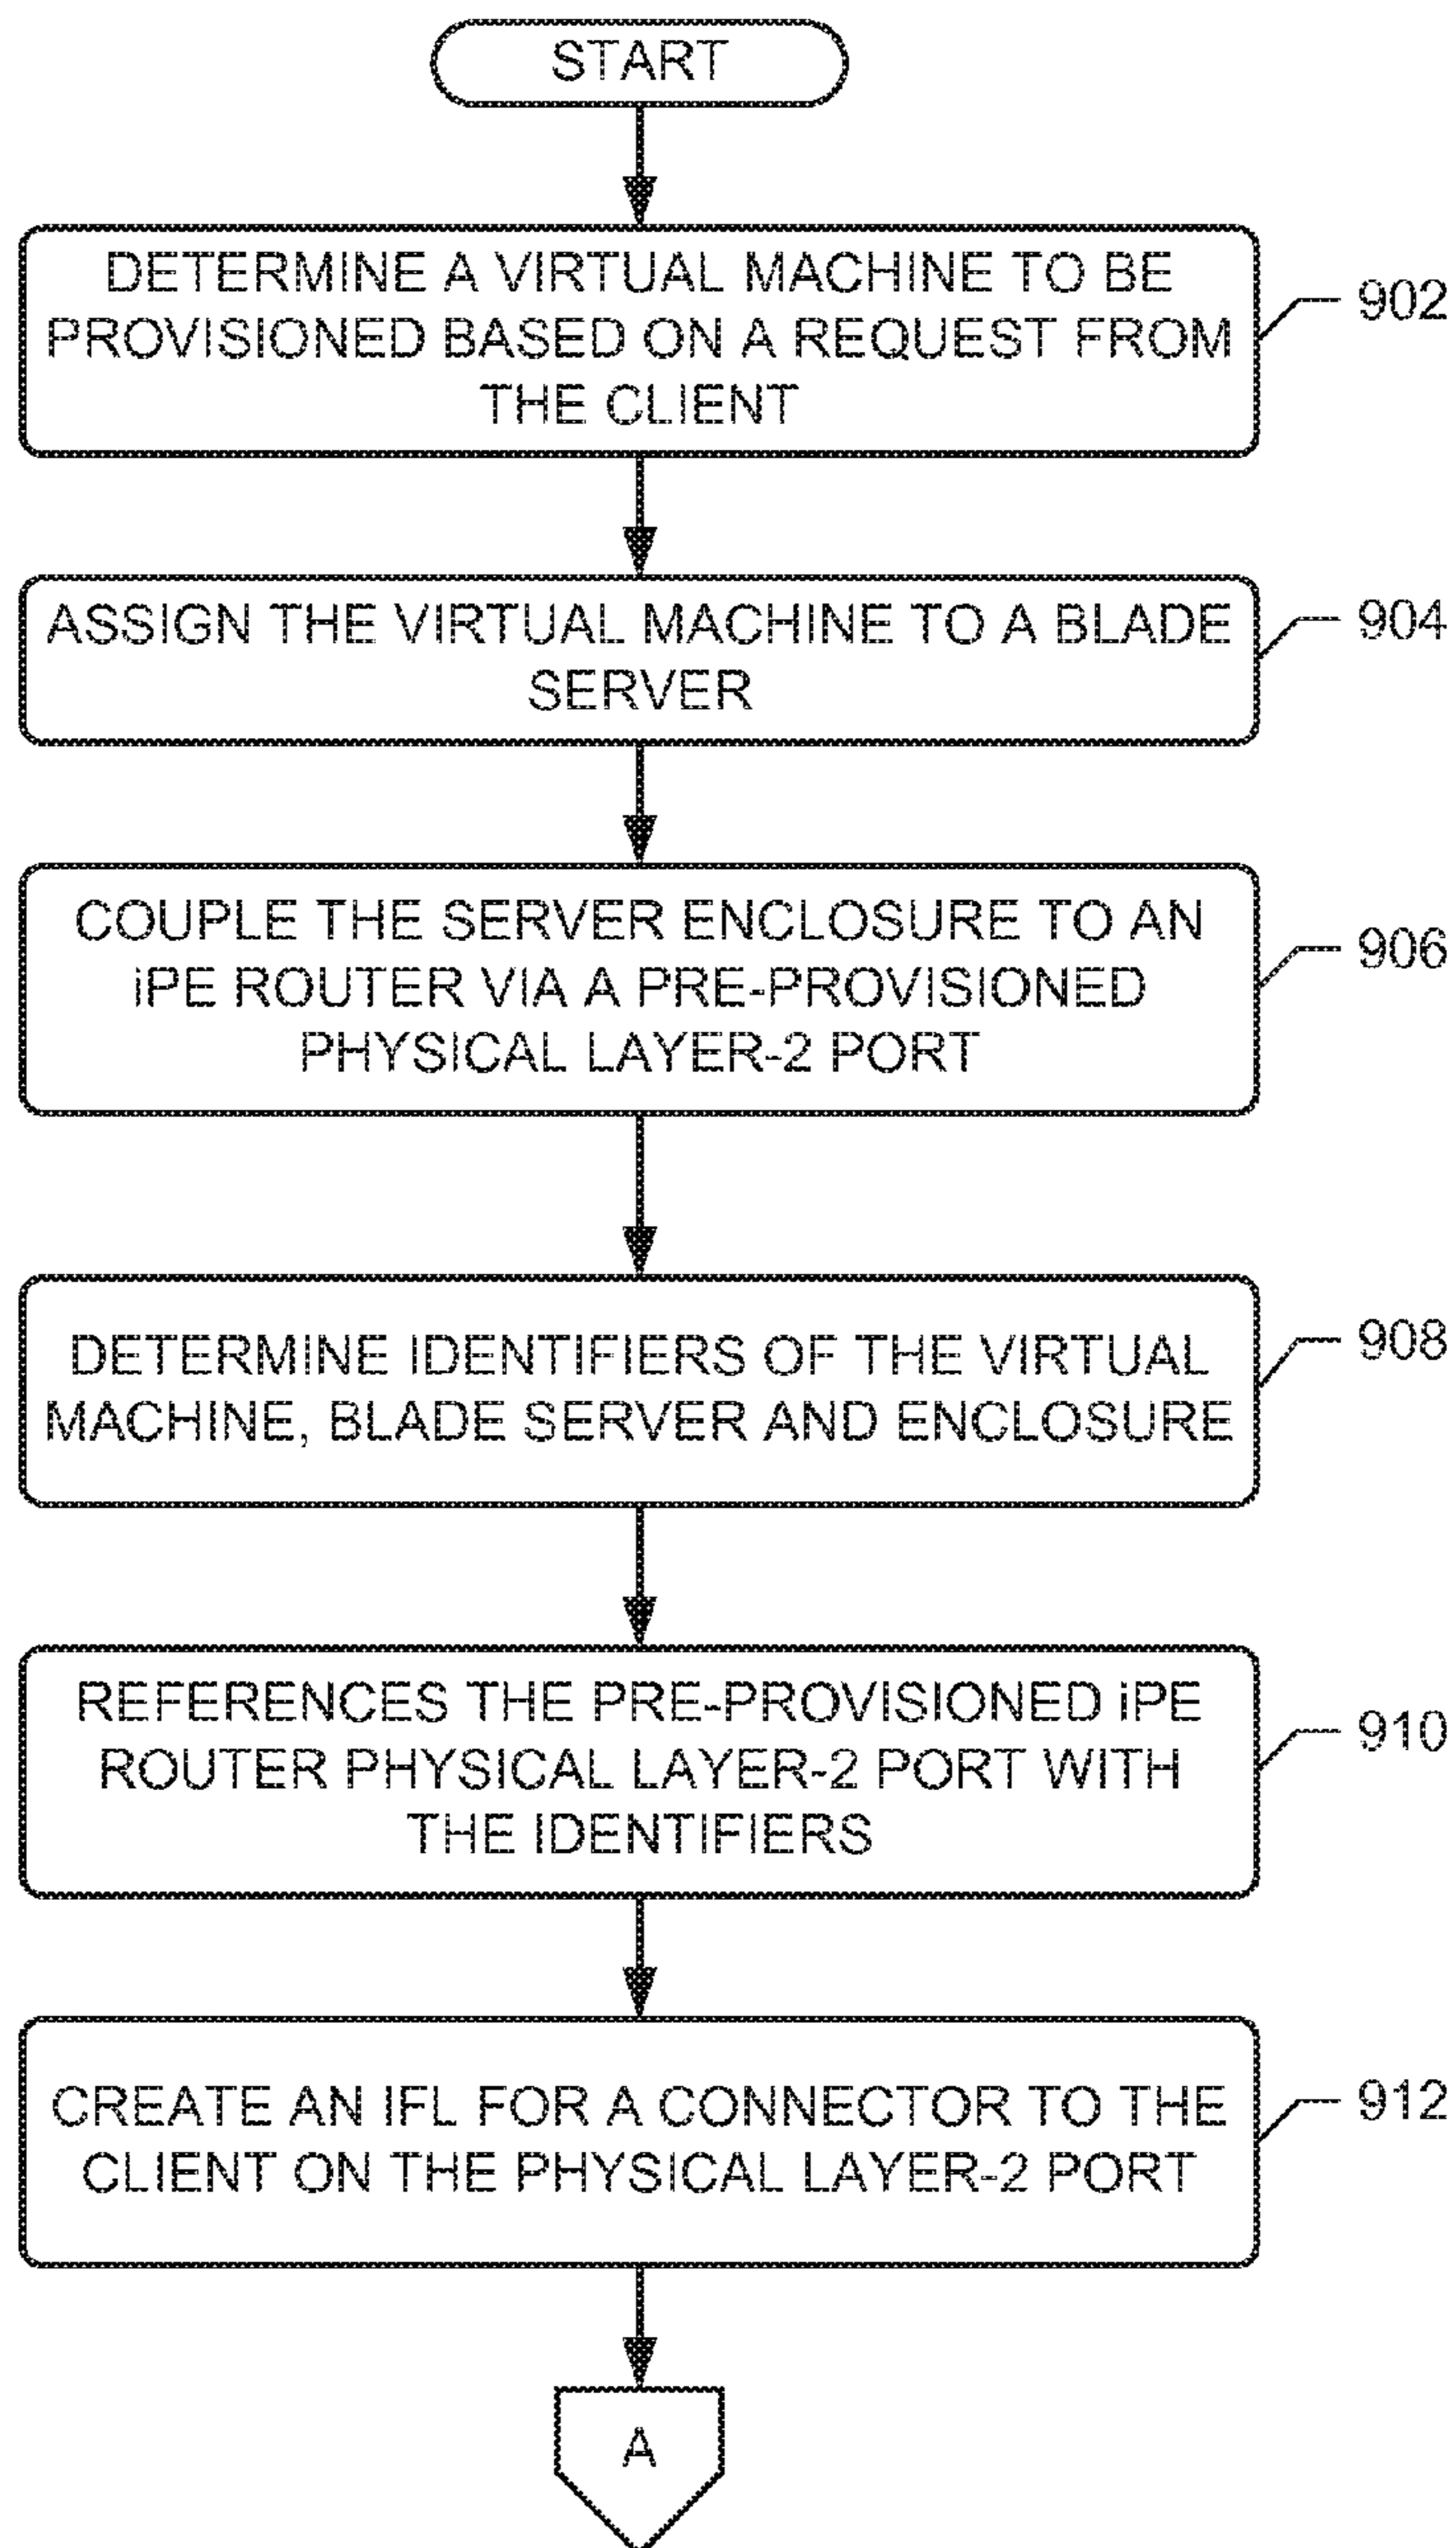 START
DETERMINE A VIRTUAL MACHINE TO BE
PROVISIONED BASED ON A REQUEST FROM
THE CLIENT
902
ASSIGN THE VIRTUAL MACHINE TO A BLADE
SERVER
904
COUPLE THE SERVER ENCLOSURE TO AN
iPE ROUTER VIA A PRE-PROVISIONED
PHYSICAL LAYER-2 PORT
906
DETERMINE IDENTIFIERS OF THE VIRTUAL
MACHINE, BLADE SERVER AND ENCLOSURE
908
REFERENCES THE PRE-PROVISIONED iPE
ROUTER PHYSICAL LAYER-2 PORT WITH
THE IDENTIFIERS
910
CREATE AN IFL FOR A CONNECTOR TO THE
CLIENT ON THE PHYSICAL LAYER-2 PORT
912
A